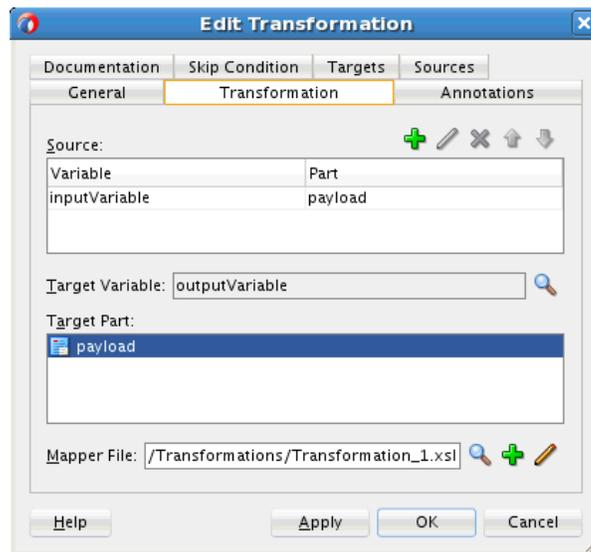 Edit Transformation
Documentation Skip Condition Targets Sources
General Transformation Annotations
Source:
Variable Part
inputVariable payload
Target Variable: outputVariable
Target Part:
payload
Mapper File: /Transformations/Transformation_1.xsl
Help Apply OK Cancel